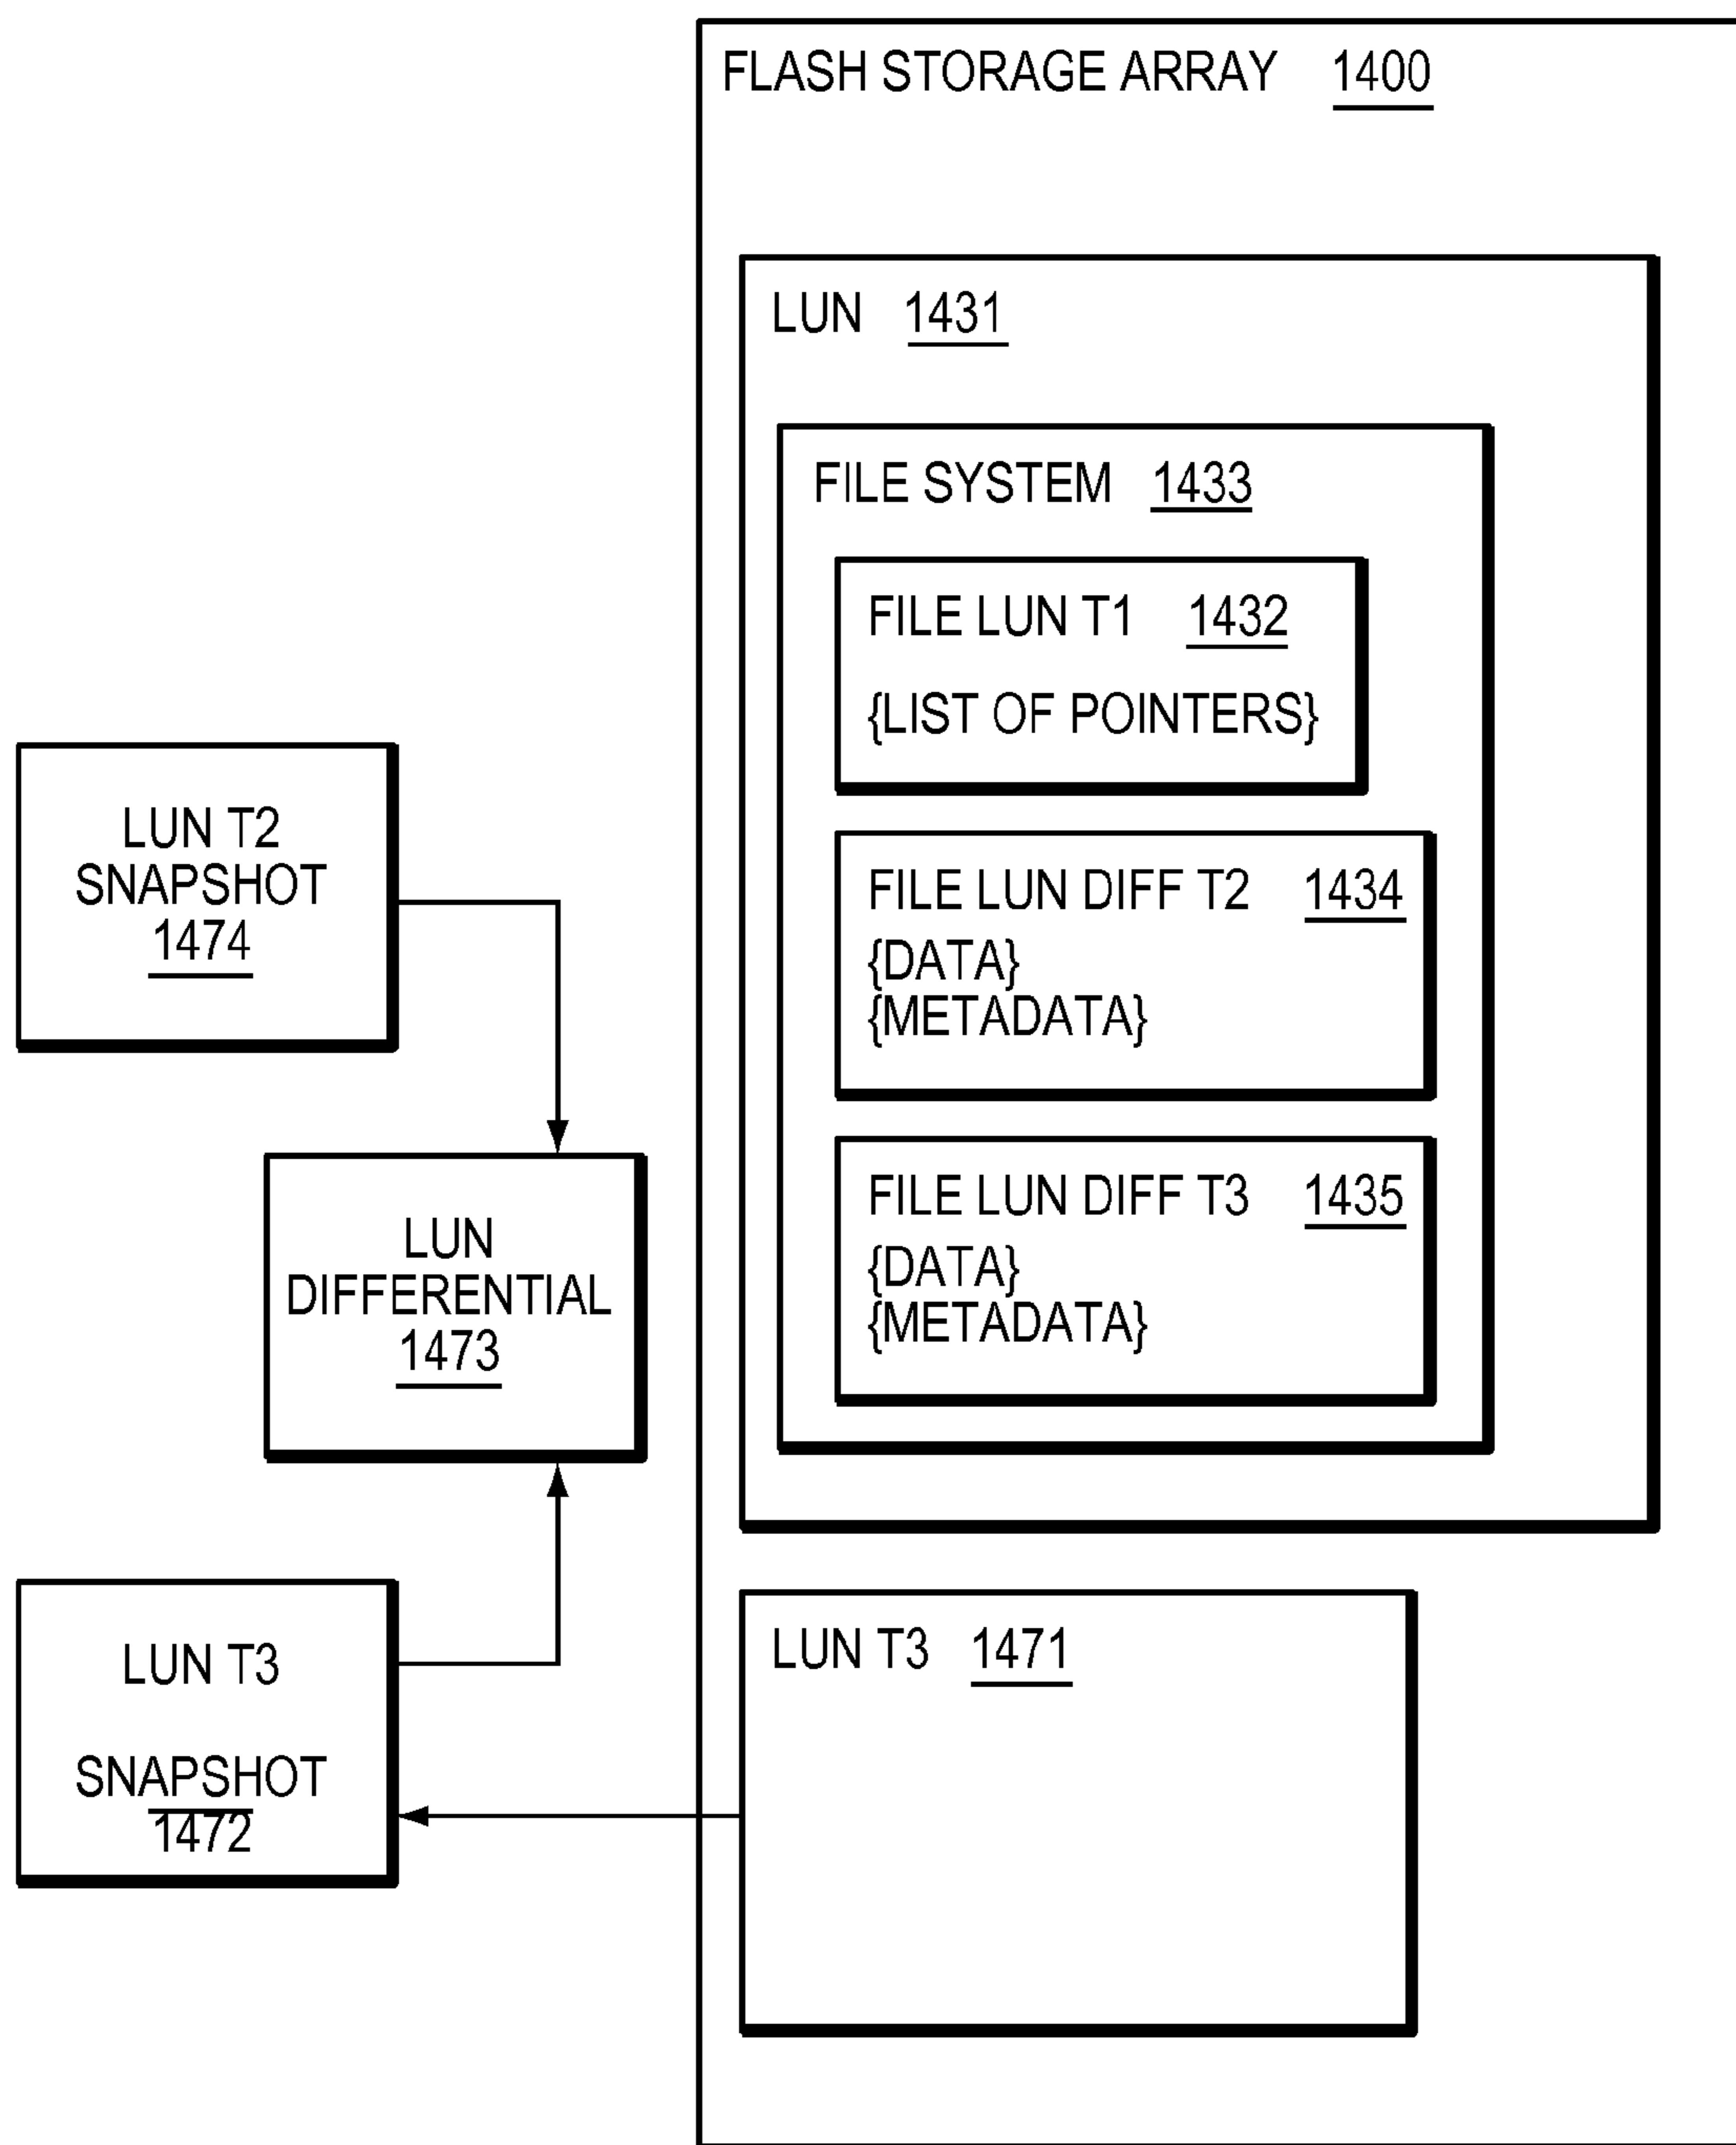 FLASH STORAGE ARRAY 1400
LUN 1431
FILE SYSTEM 1433
FILE LUN T1 1432
{LIST OF POINTERS}
FILE LUN DIFF T2 1434
{DATA}
{METADATA}
FILE LUN DIFF T3 1435
{DATA}
{METADATA}
LUN T2
SNAPSHOT
1474
LUN
DIFFERENTIAL
1473
LUN T3
SNAPSHOT
1472
LUN T3 1471